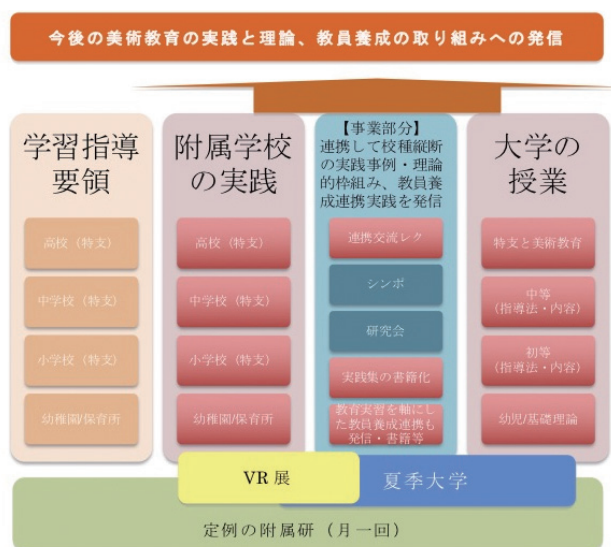 今後の美術教育の実践と理論、教員養成の取り組みへの発信
学習指導
要領
高校（特支）
中学校（特支）
小学校（特支）
幼稚園/保育所
附属学校
の実践
高校（特支）
中学校（特支）
小学校（特支）
幼稚園/保育所
【事業部分】
連携して校種縦断
の実践事例・理論
的枠組み、教員養
成連携実践を発信
連携交流レク
シンポ
研究会
実践集の書籍化
教育実習を軸にし
た教員養成連携も
発信・書籍等
大学の
授業
特支と美術教育
中等
（指導法・内容）
初等
（指導法・内容）
幼児/基礎理論
VR 展
夏季大学
定例の附属研（月一回）